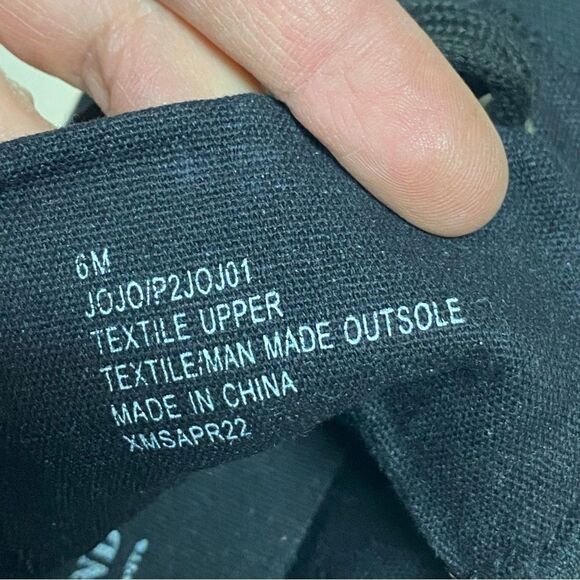 6M
JOJO/P2JOJ01
TEXTILE UPPER
TEXTILE/MAN MADE OUTSOLE
MADE IN CHINA
XMSAPR22